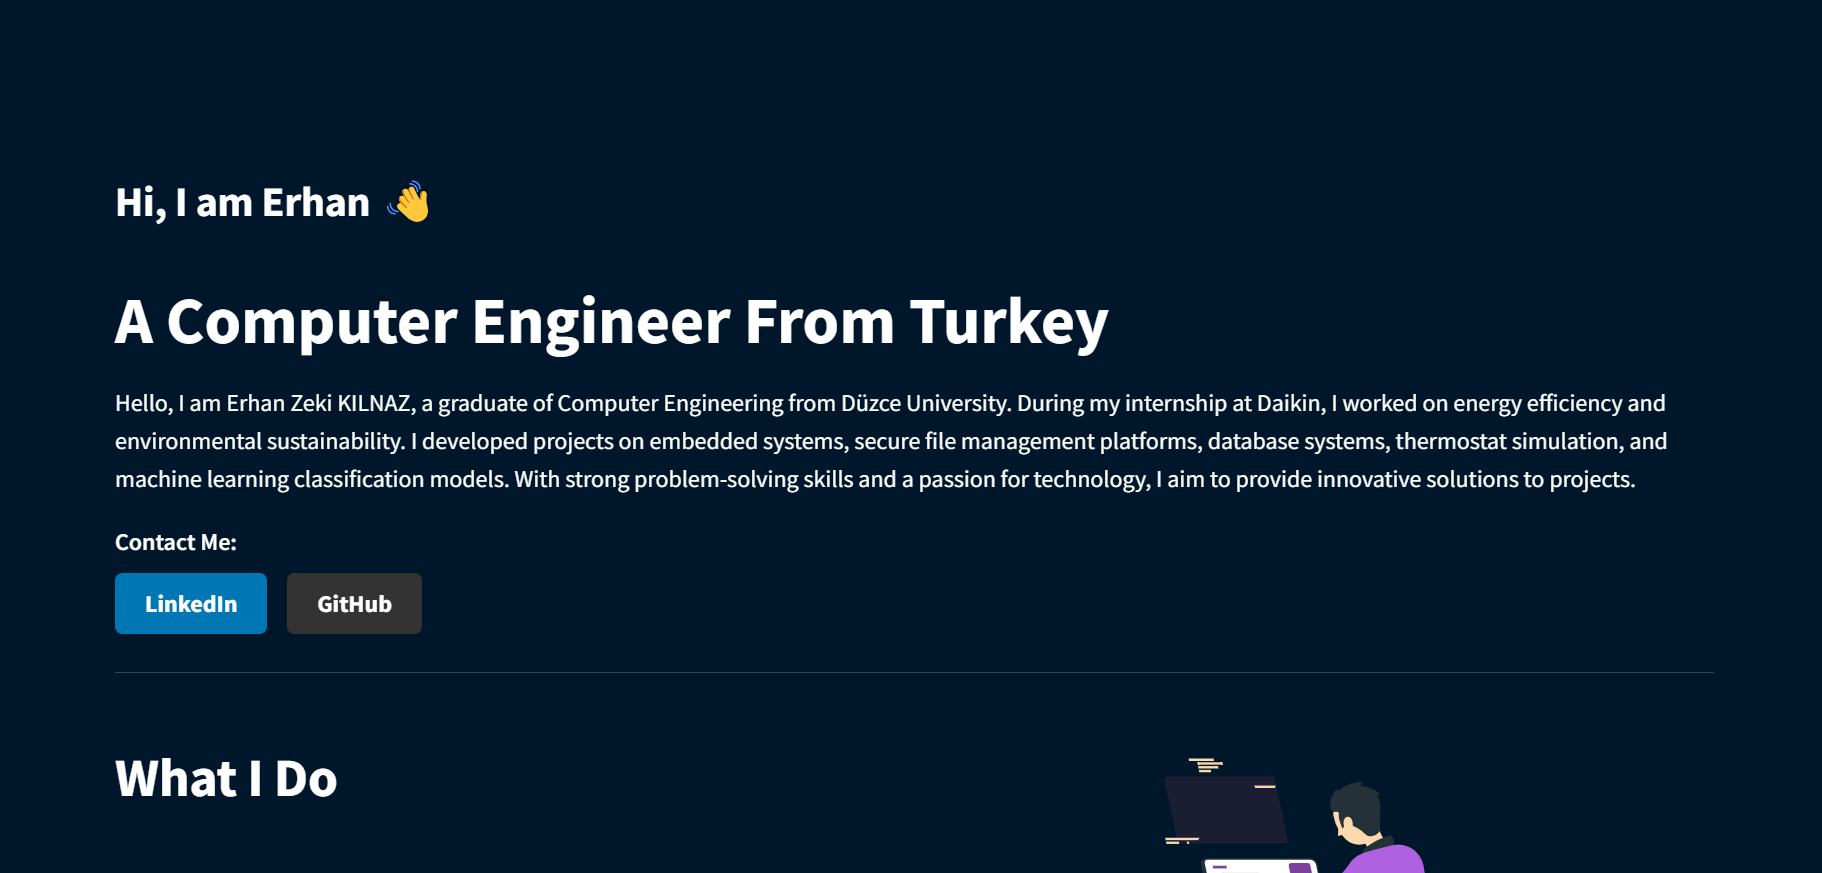 Hi, I am Erhan 👋
A Computer Engineer From Turkey
Hello, I am Erhan Zeki KILNAZ, a graduate of Computer Engineering from Düzce University. During my internship at Daikin, I worked on energy efficiency and
environmental sustainability. I developed projects on embedded systems, secure file management platforms, database systems, thermostat simulation, and
machine learning classification models. With strong problem-solving skills and a passion for technology, I aim to provide innovative solutions to projects.
Contact Me:
LinkedIn GitHub
What I Do